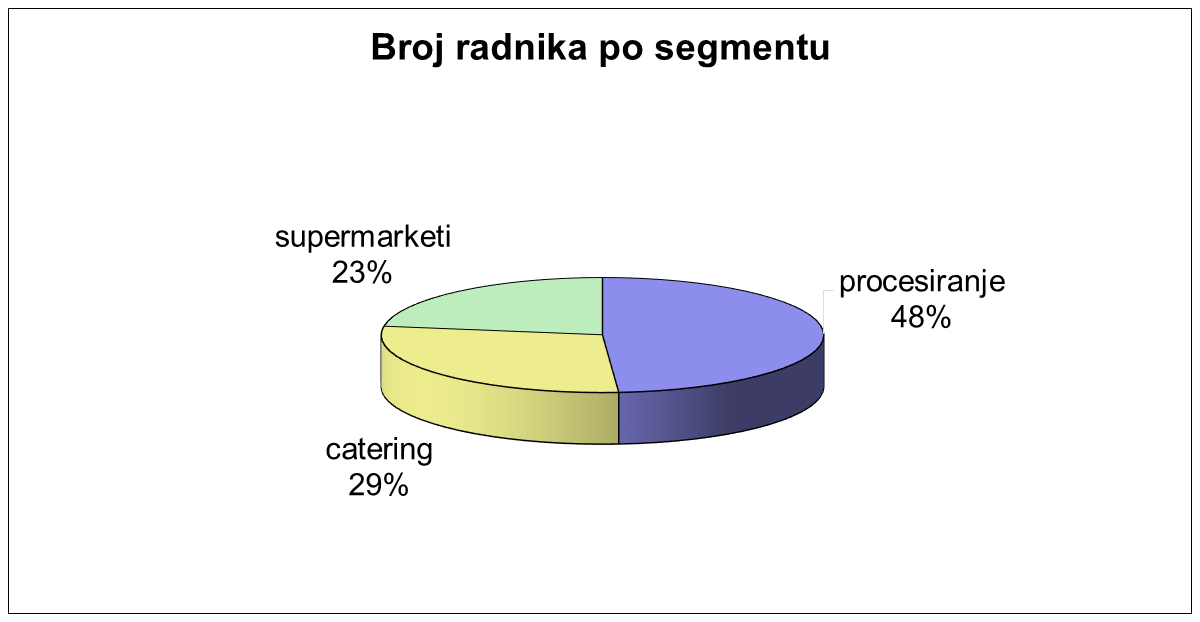 Broj radnika po segmentu
supermarketi
23%
procesiranje
48%
catering
29%